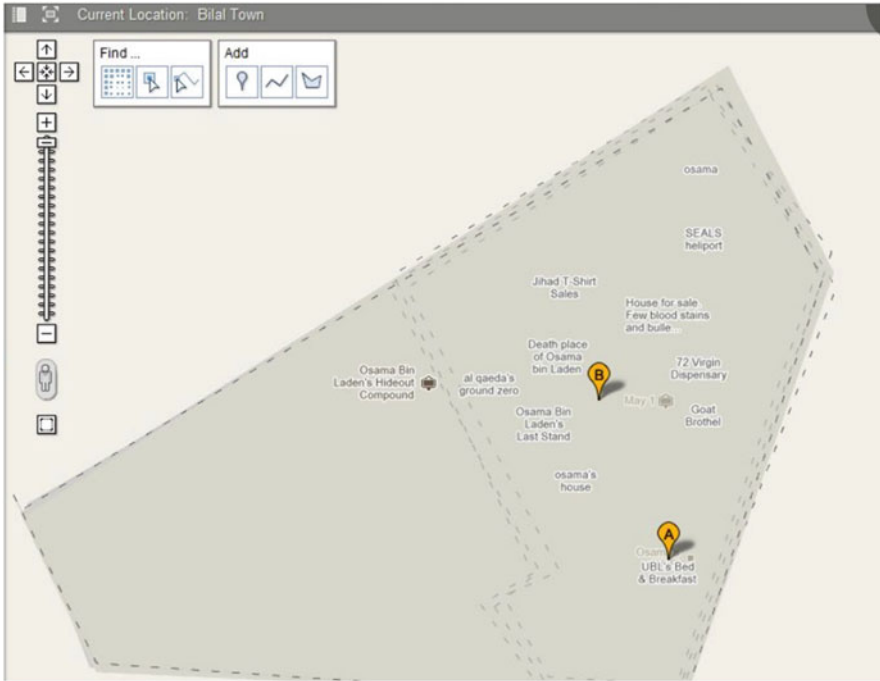 Current Location: Bilal Town
Find ...
Add
osama
SEALS
heliport
Jihad T-Shirt
Sales
House for sale.
Few blood stains
and bulle...
Death place
of Osama
bin Laden
72 Virgin
Dispensary
Osama Bin
Laden's Hideout
Compound
al qaeda's
ground zero
B
May 1
Goat
Brothel
Osama Bin
Laden's
Last Stand
osama's
house
A
UBL's Bed
& Breakfast